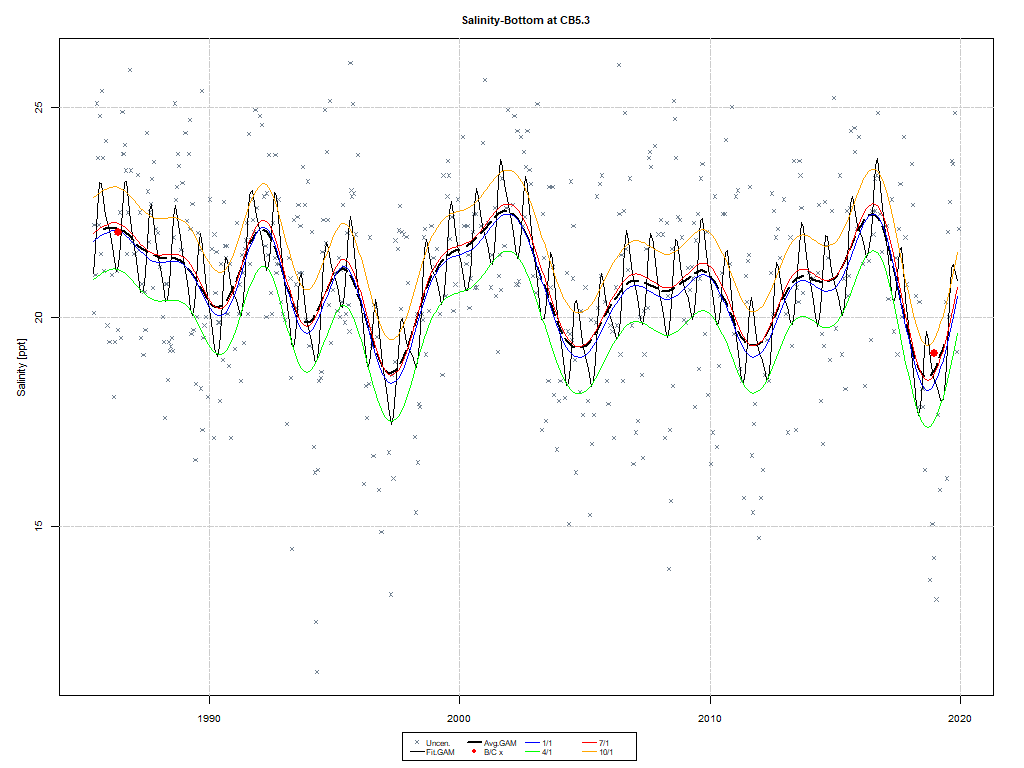 Salinity-Bottom at CB5.3
25
20
15
Salinity [ppt]
1990 2000 2010 2020
Uncen. Avg.GAM 1/1 7/1
Fit.GAM B/C x 4/1 10/1